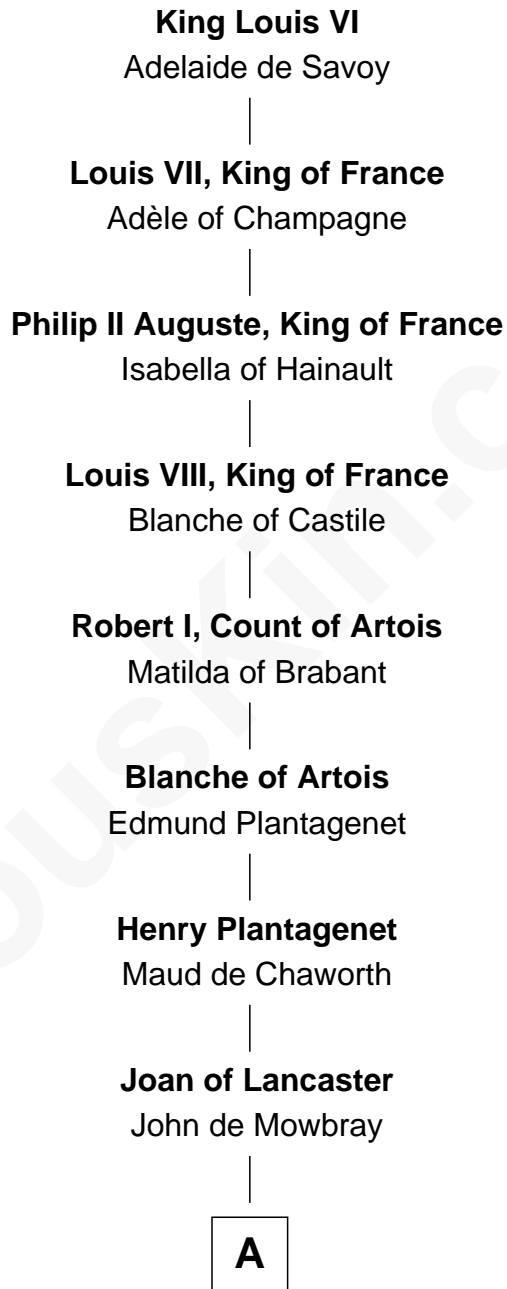 King Louis VI
Adelaide de Savoy
Louis VII, King of France
Adèle of Champagne
Philip II Auguste, King of France
Isabella of Hainault
Louis VIII, King of France
Blanche of Castile
Robert I, Count of Artois
Matilda of Brabant
Blanche of Artois
Edmund Plantagenet
Henry Plantagenet
Maud de Chaworth
Joan of Lancaster
John de Mowbray
A